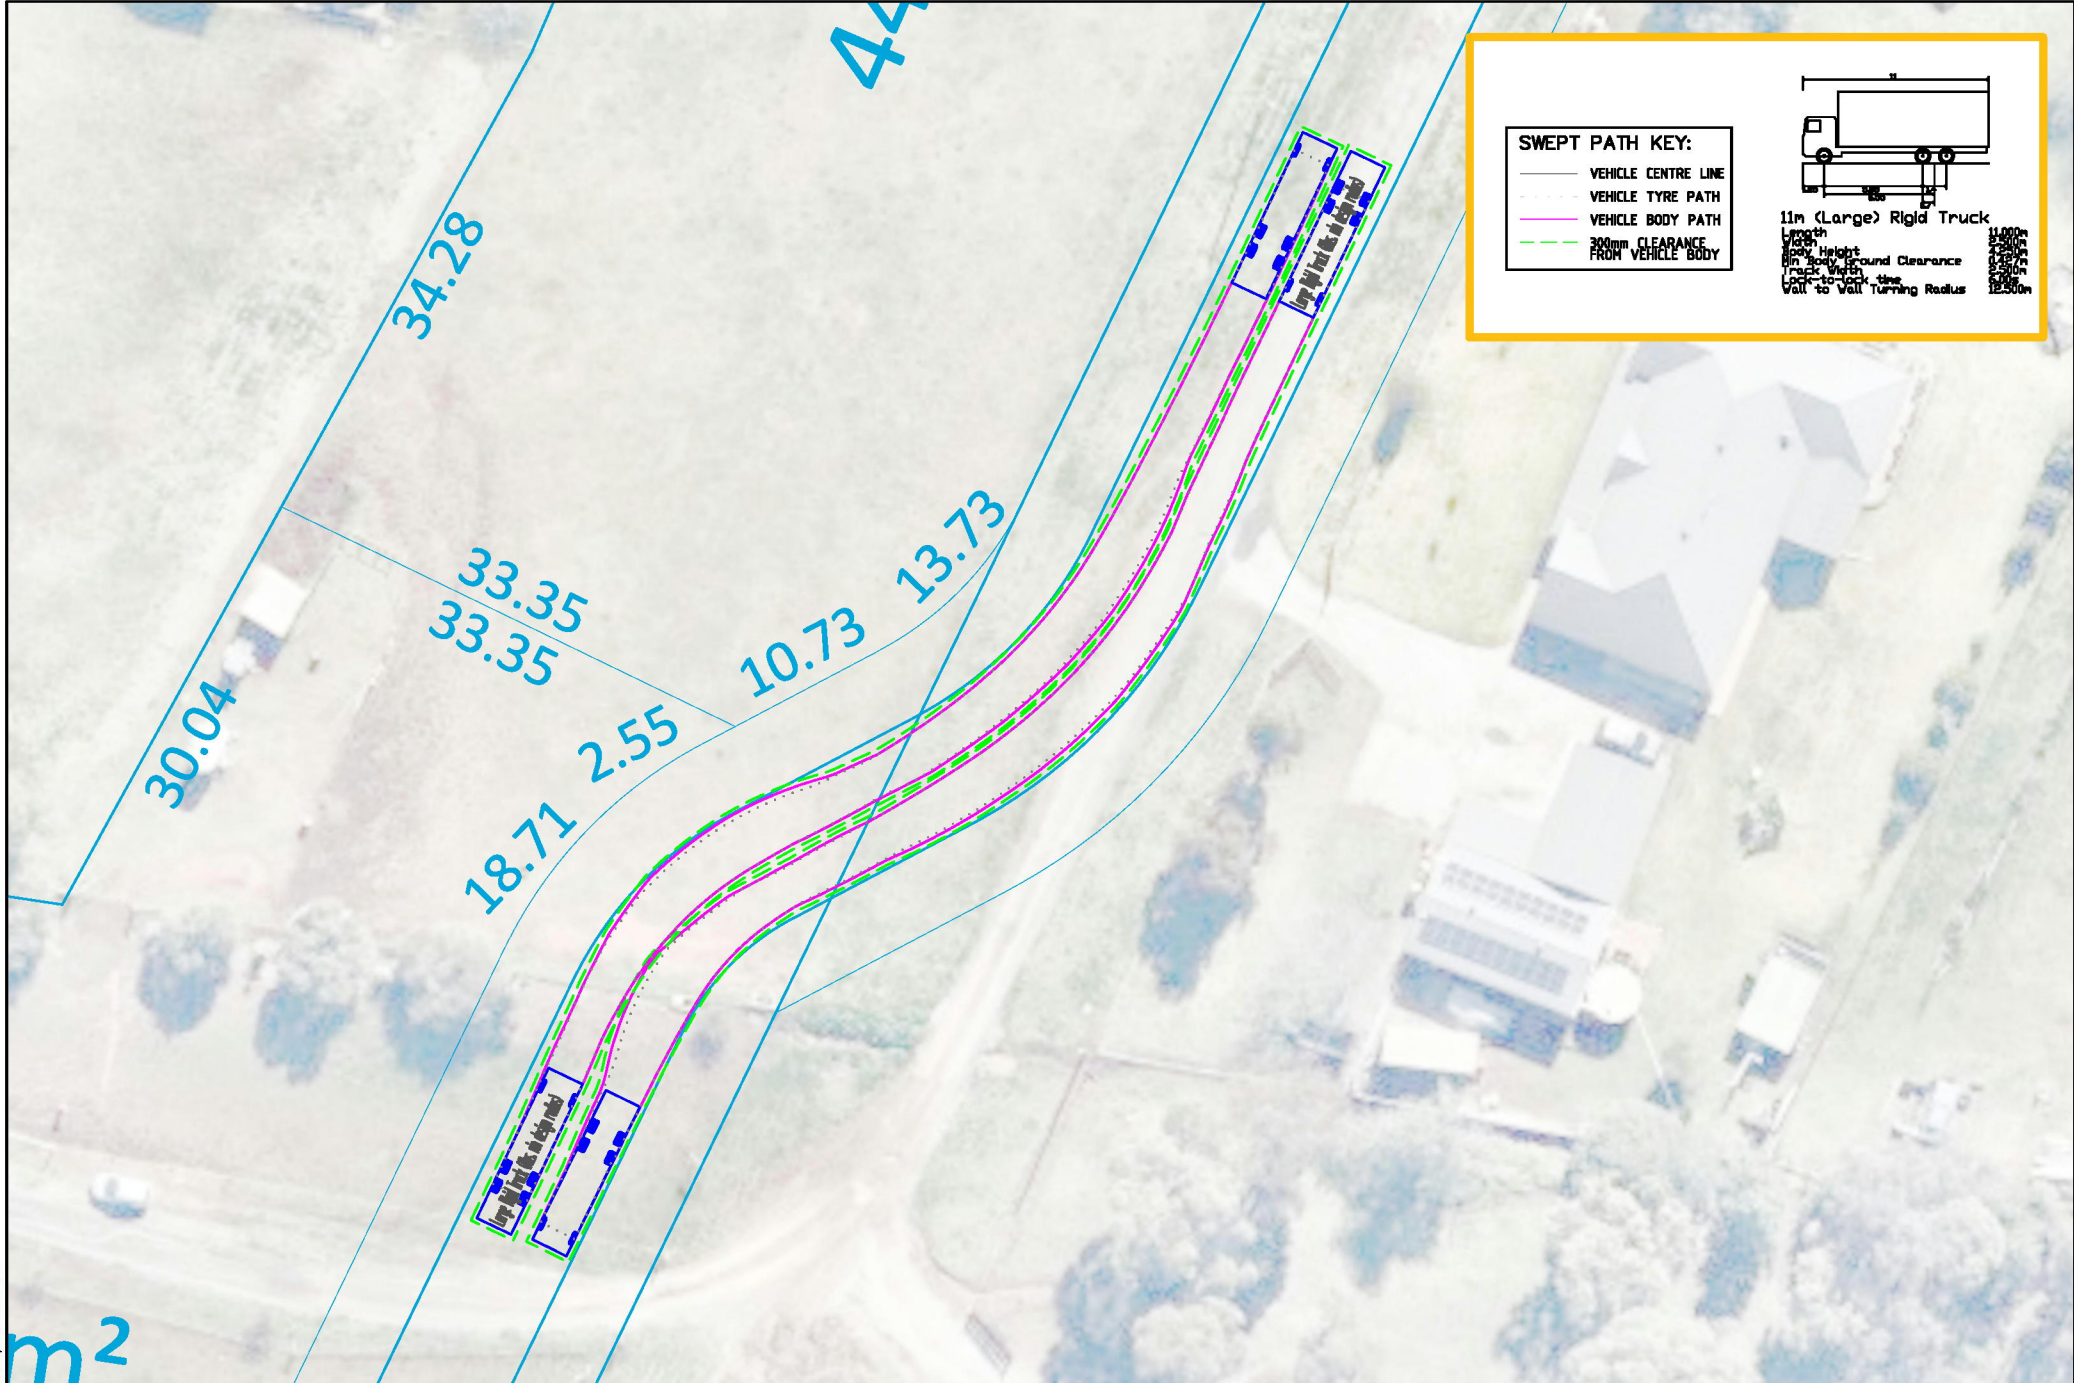 44
34.28
33.35
33.35
30.04
13.73
10.73
2.55
18.71
m²
SWEPT PATH KEY:
VEHICLE CENTRE LINE
VEHICLE TYRE PATH
VEHICLE BODY PATH
300mm CLEARANCE
FROM VEHICLE BODY
11
11m (Large) Rigid Truck
Length 11.000m
Width
Body Height
Min Body Ground Clearance
Track Width
Lock-to-lock time
Wall to Wall Turning Radius 12.500m